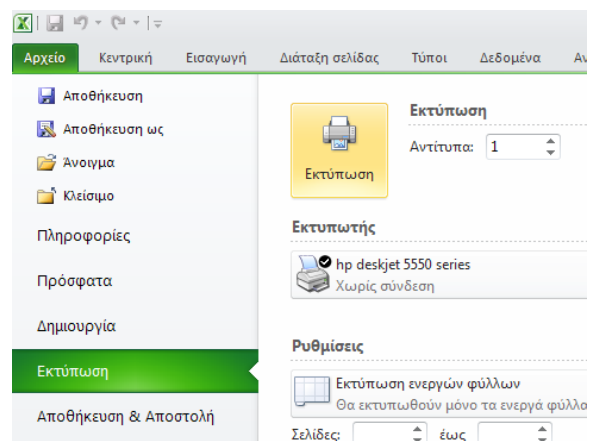 Αρχείο Κεντρική Εισαγωγή Διάταξη σελίδας Τύποι Δεδομένα
Αποθήκευση
Αποθήκευση ως
Άνοιγμα
Κλείσιμο
Πληροφορίες
Πρόσφατα
Δημιουργία
Εκτύπωση
Αποθήκευση & Αποστολή
Εκτύπωση
Εκτύπωση
Αντίτυπα: 1
Εκτυπωτής
hp deskjet 5550 series
Χωρίς σύνδεση
Ρυθμίσεις
Εκτύπωση ενεργών φύλλων
Θα εκτυπωθούν μόνο τα ενεργά
Σελίδες: έως